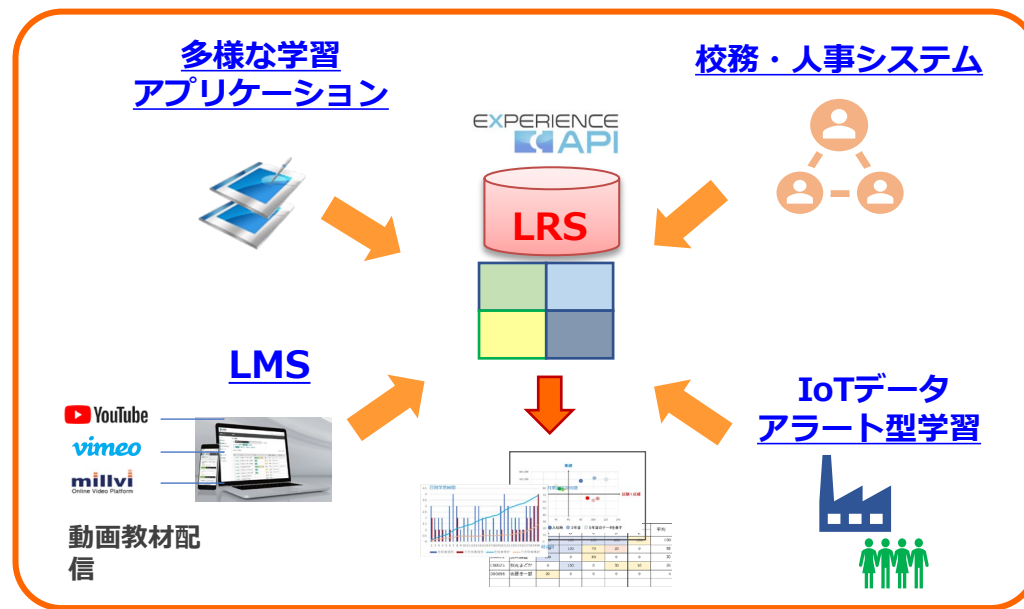 多様な学習
アプリケーション
校務・人事システム
EXPERIENCE
API
LRS
LMS
YouTube
vimeo
millvi
Online Video Platform
動画教材配
信
IoTデータ
アラート型学習